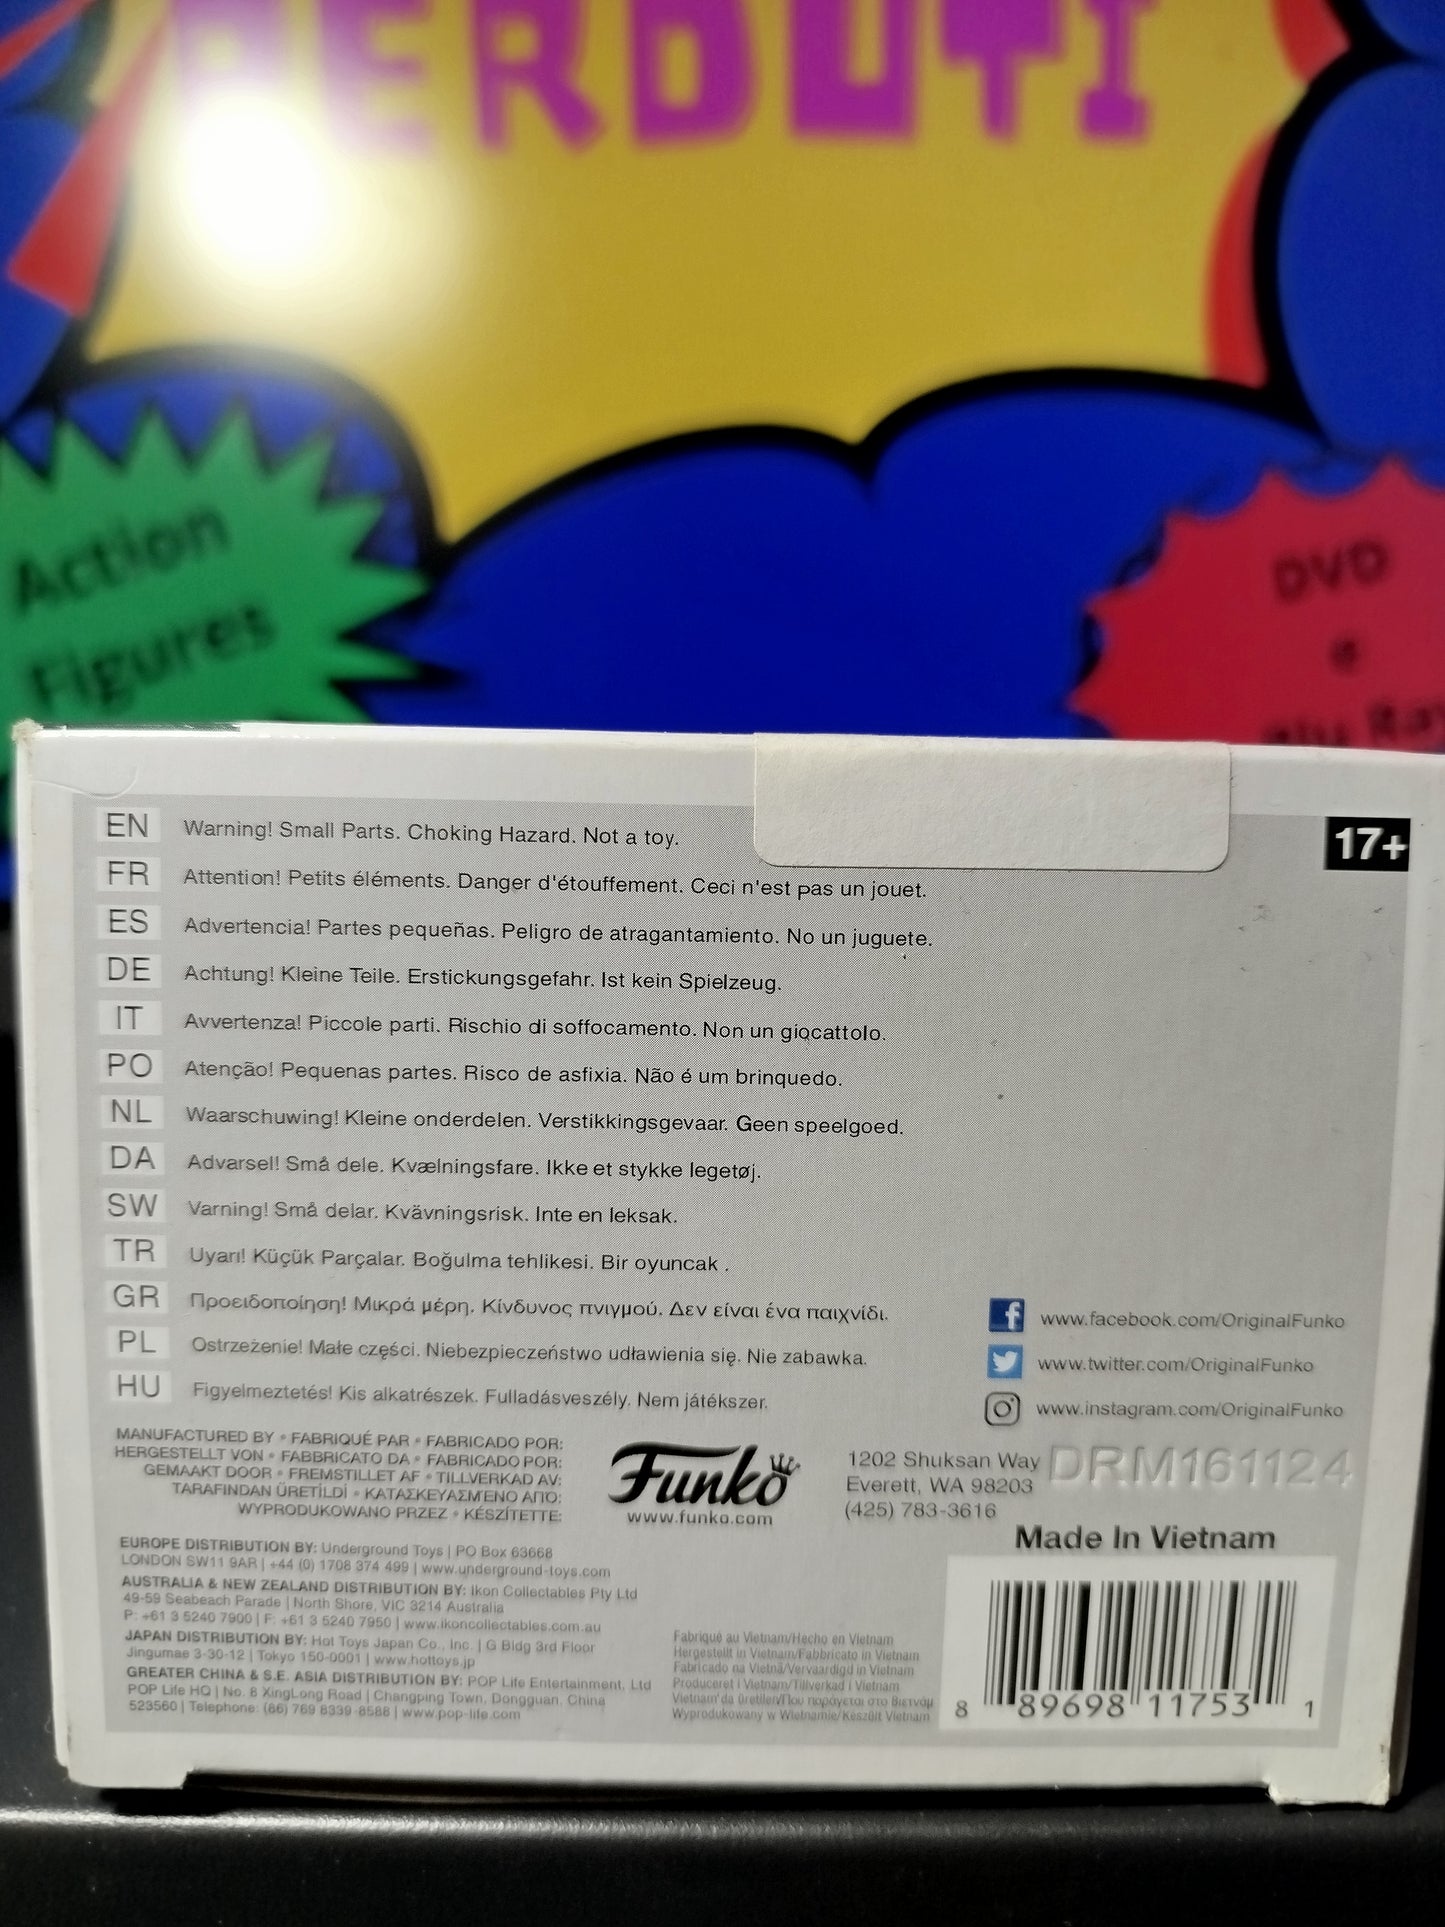 PERDUTI
Action
Figures
DVD
e
Blu Ray
17+
EN Warning! Small Parts. Choking Hazard. Not a toy.
FR Attention! Petits éléments. Danger d'étouffement. Ceci n'est pas un jouet.
ES Advertencia! Partes pequeñas. Peligro de atragantamiento. No un juguete.
DE Achtung! Kleine Teile. Erstickungsgefahr. Ist kein Spielzeug.
IT Avvertenza! Piccole parti. Rischio di soffocamento. Non un giocattolo.
PO Atenção! Pequenas partes. Risco de asfixia. Não é um brinquedo.
NL Waarschuwing! Kleine onderdelen. Verstikkingsgevaar. Geen speelgoed.
DA Advarsel! Små dele. Kvælningsfare. Ikke et stykke legetøj.
SW Varning! Små delar. Kvävningsrisk. Inte en leksak.
TR Uyarı! Küçük Parçalar. Boğulma tehlikesi. Bir oyuncak .
GR Προειδοποίηση! Μικρά μέρη. Κίνδυνος πνιγμού. Δεν είναι ένα παιχνίδι.
PL Ostrzeżenie! Małe części. Niebezpieczeństwo udławienia się. Nie zabawka.
HU Figyelmeztetés! Kis alkatrészek. Fulladásveszély. Nem játékszer.
www.facebook.com/OriginalFunko
www.twitter.com/OriginalFunko
www.instagram.com/OriginalFunko
MANUFACTURED BY • FABRIQUÉ PAR • FABRICADO POR:
HERGESTELLT VON • FABBRICATO DA • FABRICADO POR:
GEMAAKT DOOR • FREMSTILLET AF • TILLVERKAD AV:
TARAFINDAN ÜRETİLDİ • ΚΑΤΑΣΚΕΥΑΣΜΈΝΟ ΑΠΌ:
WYPRODUKOWANO PRZEZ • KÉSZÍTETTE:
Funko
www.funko.com
1202 Shuksan Way
Everett, WA 98203
(425) 783-3616
DRM161124
Made In Vietnam
EUROPE DISTRIBUTION BY: Underground Toys | PO Box 63668
LONDON SW11 9AR | +44 (0) 1708 374 499 | www.underground-toys.com
AUSTRALIA & NEW ZEALAND DISTRIBUTION BY: Ikon Collectables Pty Ltd
49-59 Seabeach Parade | North Shore, VIC 3214 Australia
P: +61 3 5240 7900 | F: +61 3 5240 7950 | www.ikoncollectables.com.au
JAPAN DISTRIBUTION BY: Hot Toys Japan Co., Inc. | G Bldg 3rd Floor
Jingumae 3-30-12 | Tokyo 150-0001 | www.hottoys.jp
GREATER CHINA & S.E. ASIA DISTRIBUTION BY: POP Life Entertainment, Ltd
POP Life HQ | No. 8 XingLong Road | Changping Town, Dongguan, China
523560 | Telephone: (86) 769 8339-8588 | www.pop-life.com
Fabriqué au Vietnam/Hecho en Vietnam
Hergestellt in Vietnam/Fabbricato in Vietnam
Fabricado na Vietnã/Vervaardigd in Vietnam
Produceret i Vietnam/Tillverkad i Vietnam
Vietnam'da üretilen/Που παράγεται στο Βιετνάμ
Wyprodukowany w Wietnamie/Készült Vietnam
8 89698 11753 1